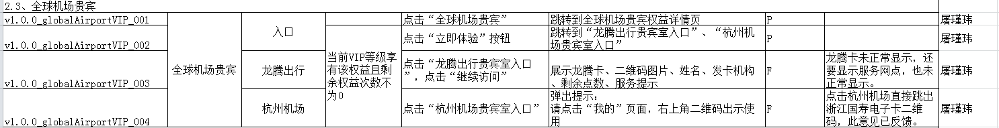 2.3、全球机场贵宾
v1.0.0_globalAirportVIP_001
入口
点击“全球机场贵宾”
跳转到全球机场贵宾权益详情页
P
屠瑾玮
v1.0.0_globalAirportVIP_002
点击“立即体验”按钮
跳转到“龙腾出行贵宾室入口”、“杭州机
场贵宾室入口”
P
屠瑾玮
全球机场贵宾
当前VIP等级享
有该权益且剩
余权益次数不
为0
v1.0.0_globalAirportVIP_003
龙腾出行
点击“龙腾出行贵宾室入口
”，点击“继续访问”
展示龙腾卡、二维码图片、姓名、发卡机构
、剩余点数、服务提示
F
龙腾卡未正常显示，还
要显示服务网点，也未
正常显示。
屠瑾玮
v1.0.0_globalAirportVIP_004
杭州机场
点击“杭州机场贵宾室入口”
弹出提示：
请点击“我的”页面，右上角二维码出示使
用
F
点击杭州机场直接跳出
浙江国寿电子卡二维
码，此意见已反馈。
屠瑾玮